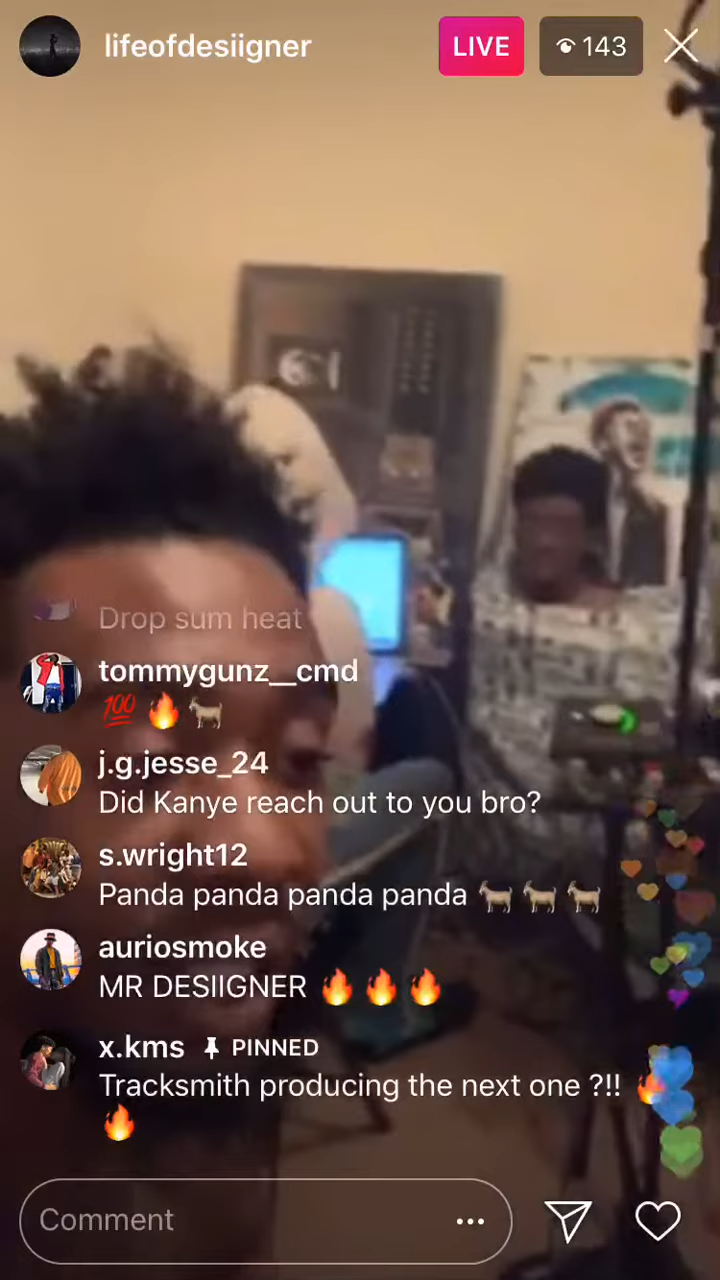 lifeofdesiigner
LIVE
143
Drop sum heat
tommygunz__cmd
💯 🔥 🐐
j.g.jesse_24
Did Kanye reach out to you bro?
s.wright12
Panda panda panda panda 🐐 🐐 🐐
auriosmoke
MR DESIIGNER 🔥 🔥 🔥
x.kms PINNED
Tracksmith producing the next one ?!! 🔥
🔥
Comment